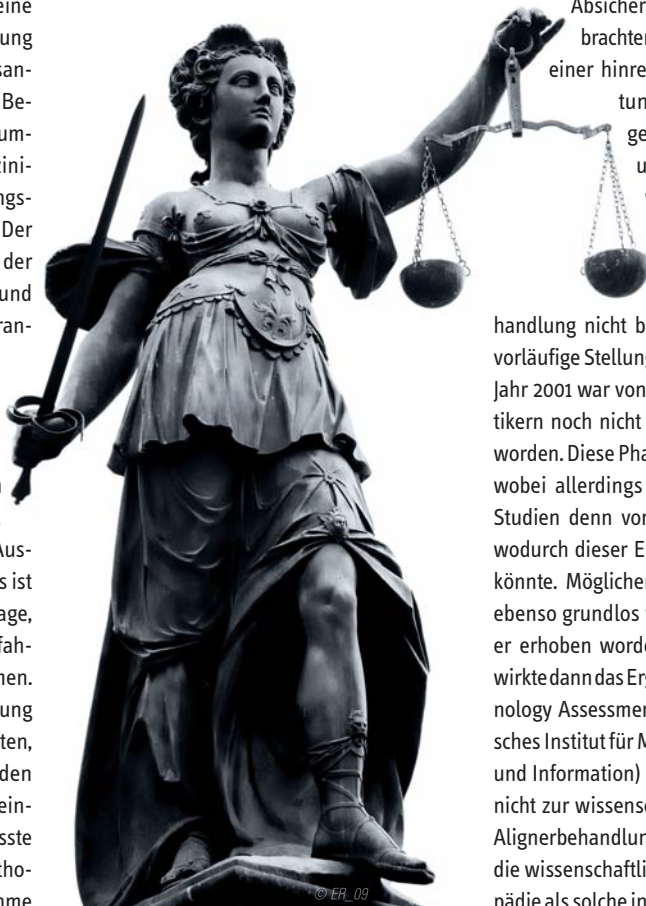 eine
ung
san-
Be-
um-
zini-
ngs-
Der
der
und
ran-
Aus-
s ist
age,
fah-
nen.
ung
ten,
den
ein-
sste
tho-
nme
Absicher
brachten
einer hinre
tun
ge
u
handlung nicht b
vorläufige Stellung
Jahr 2001 war von
tikern noch nicht
worden. Diese Pha
wobei allerdings
Studien denn vor
wodurch dieser E
könnte. Möglicher
ebenso grundlos
er erhoben worde
wirkte dann das Erg
nology Assessmen
sches Institut für M
und Information)
nicht zur wissensc
Alignerbehandlun
die wissenschaftli
pädie als solche in
© ER_09